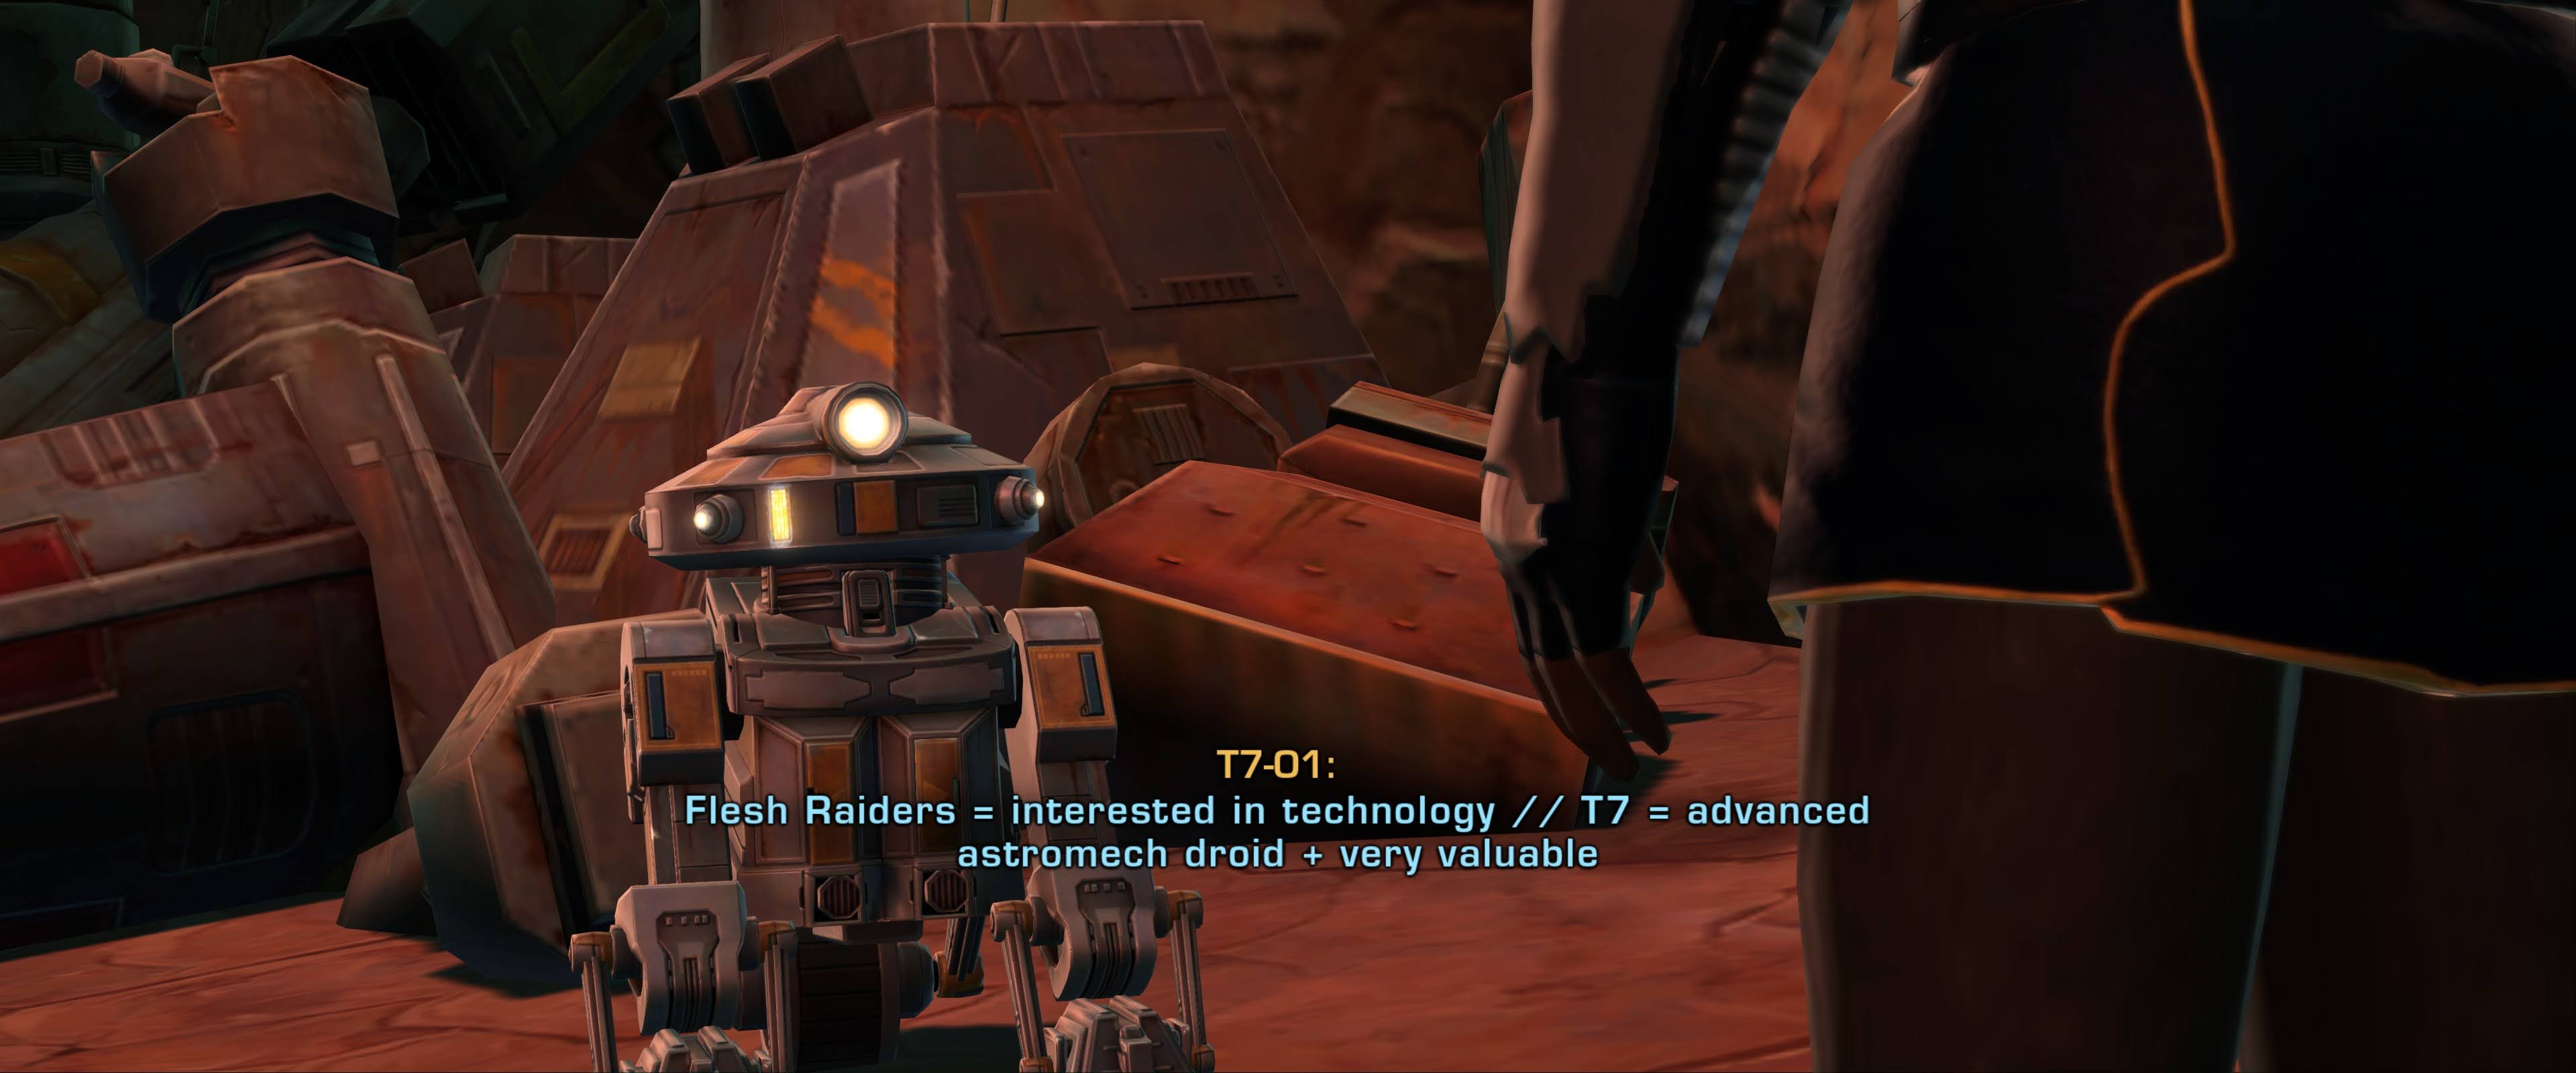 T7-01:
Flesh Raiders = interested in technology // T7 = advanced
astromech droid + very valuable